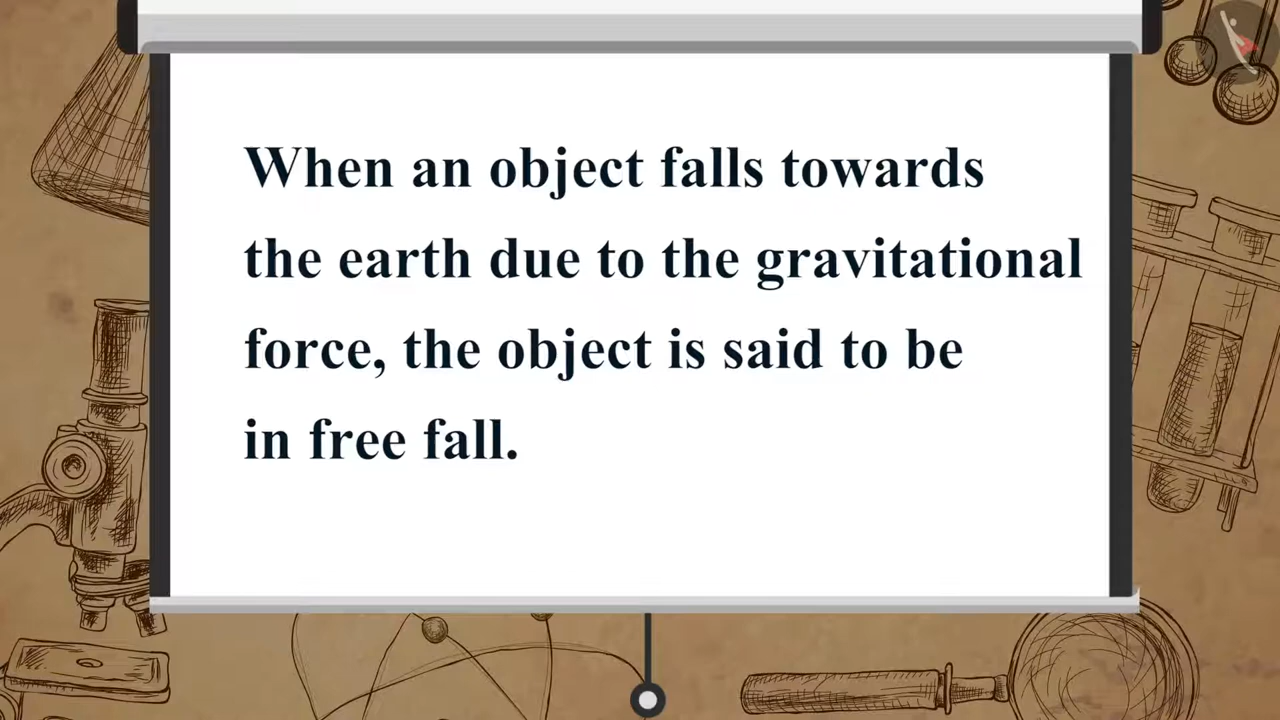 When an object falls towards
the earth due to the gravitational
force, the object is said to be
in free fall.